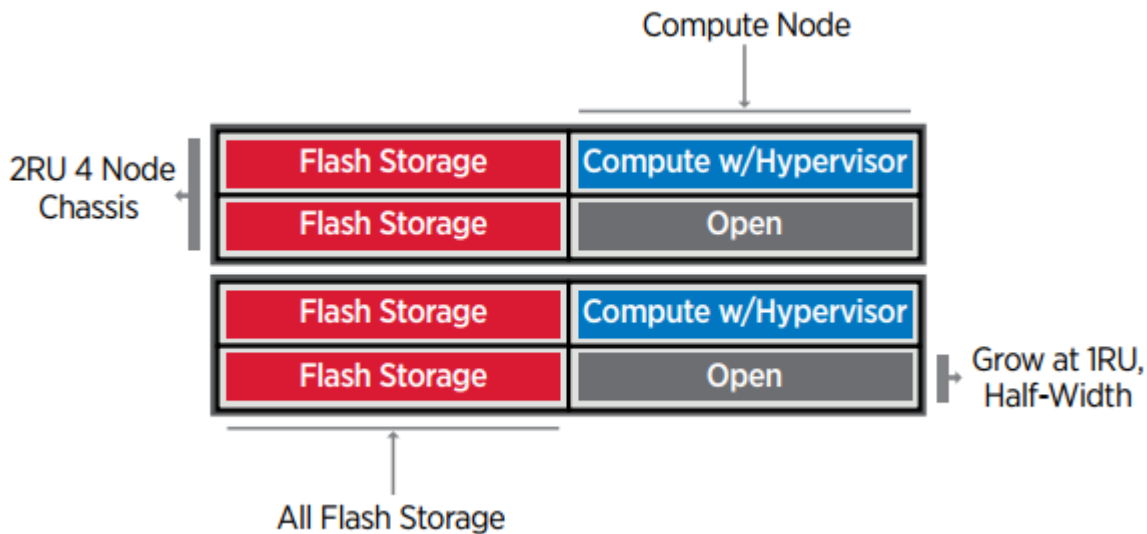 Compute Node
2RU 4 Node
Chassis
Flash Storage
Compute w/Hypervisor
Flash Storage
Open
Flash Storage
Compute w/Hypervisor
Flash Storage
Open
Grow at 1RU,
Half-Width
All Flash Storage